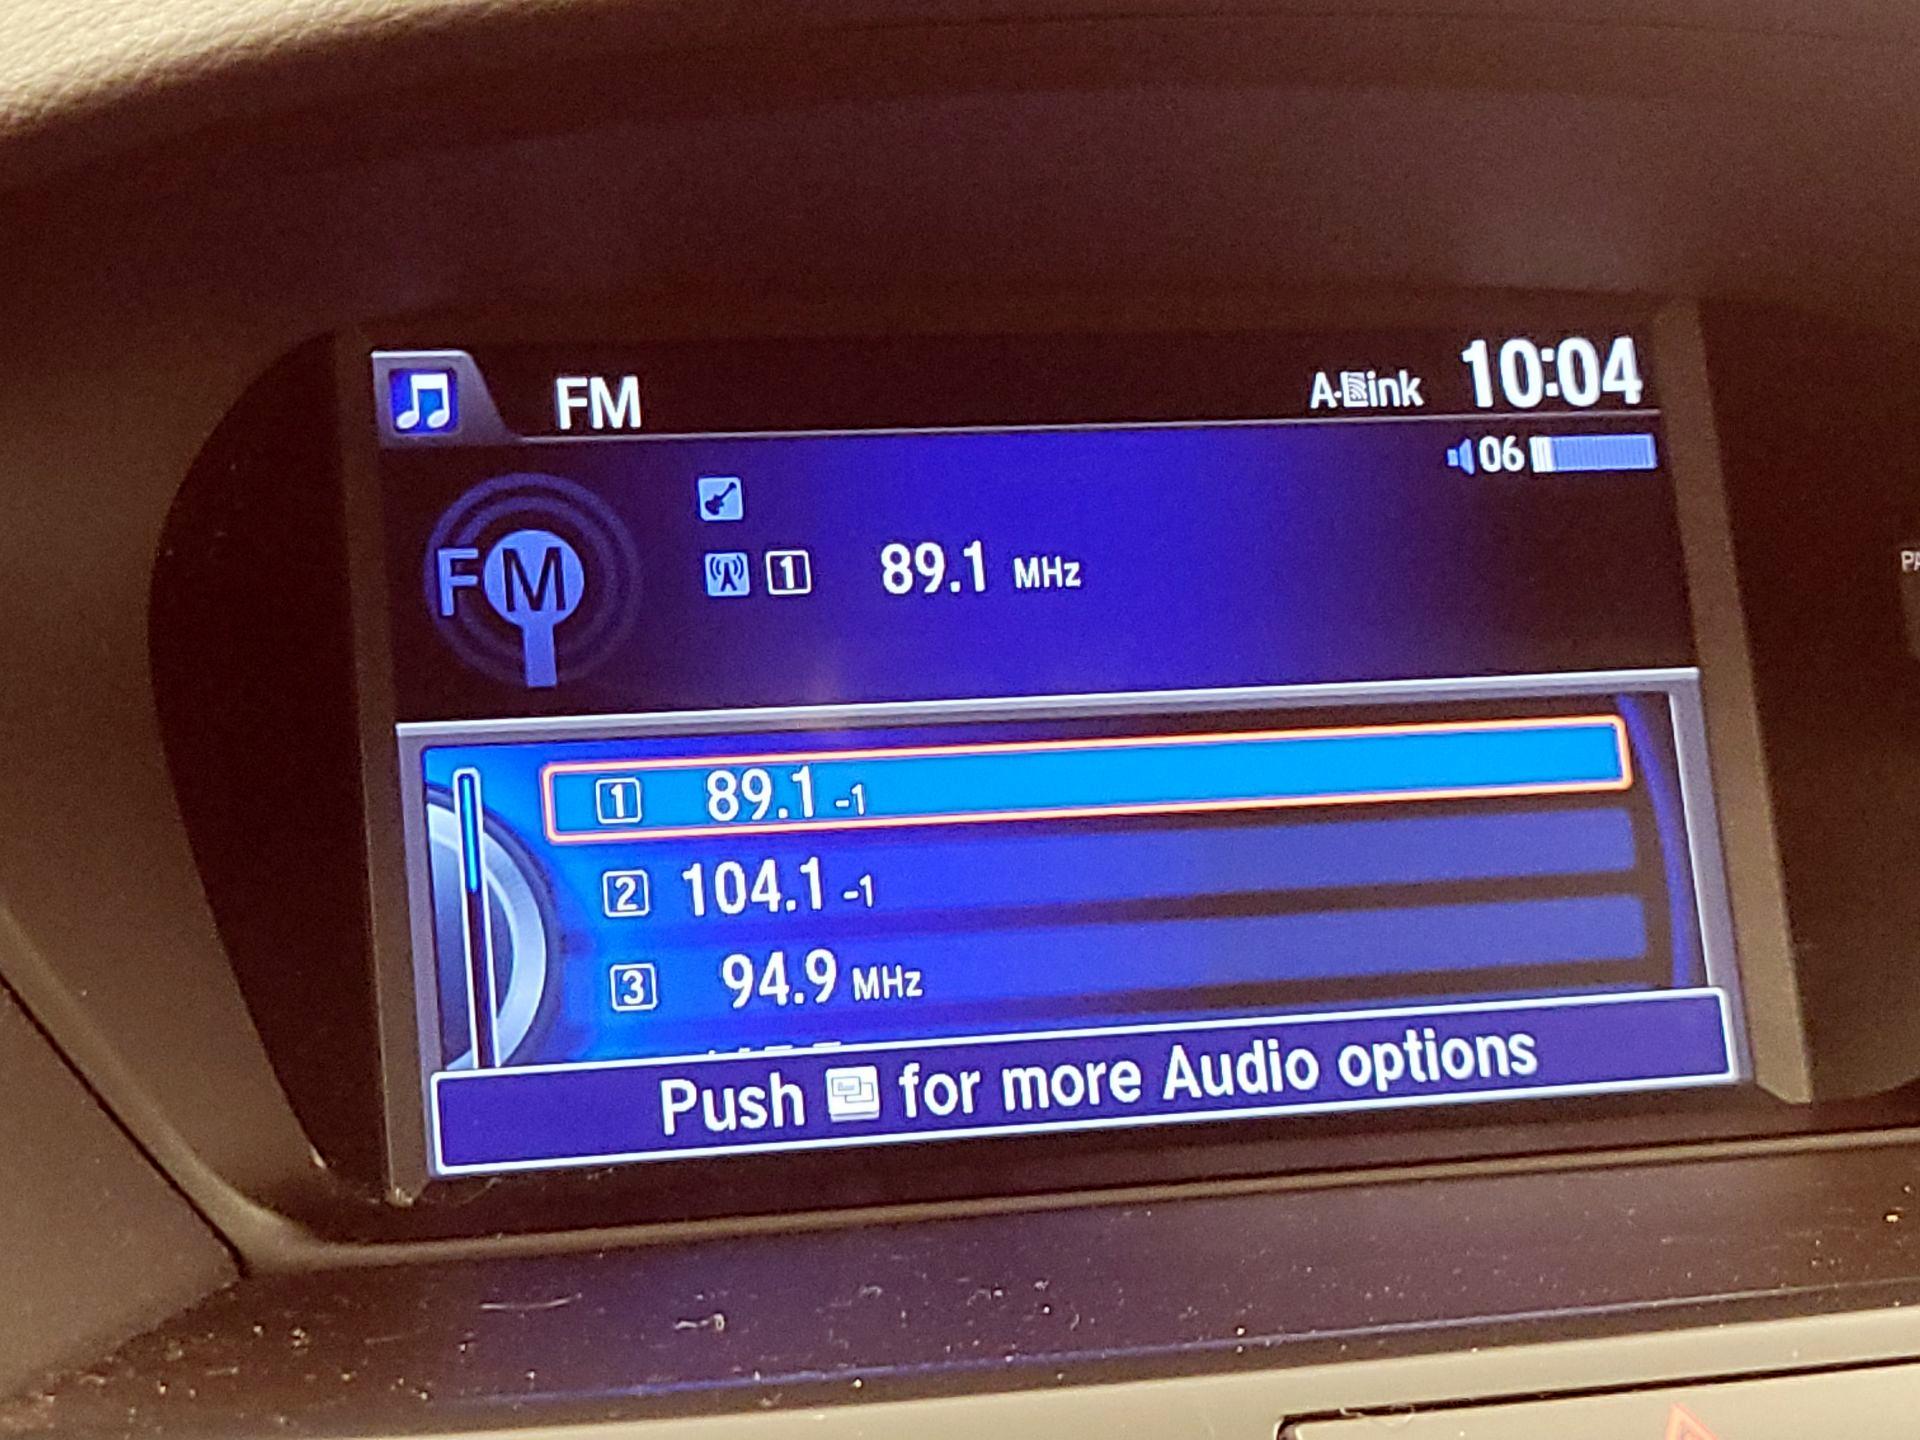 FM
A-Link 10:04
06
FM
1 89.1 MHz
1 89.1 -1
2 104.1 -1
3 94.9 MHz
Push for more Audio options